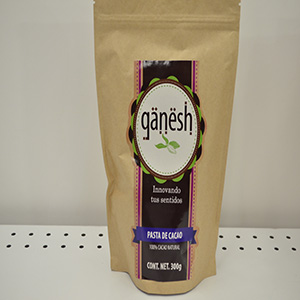 gänësh
Innovando
tus sentidos
PASTA DE CACAO
100% CACAO NATURAL
CONT. NET. 300g